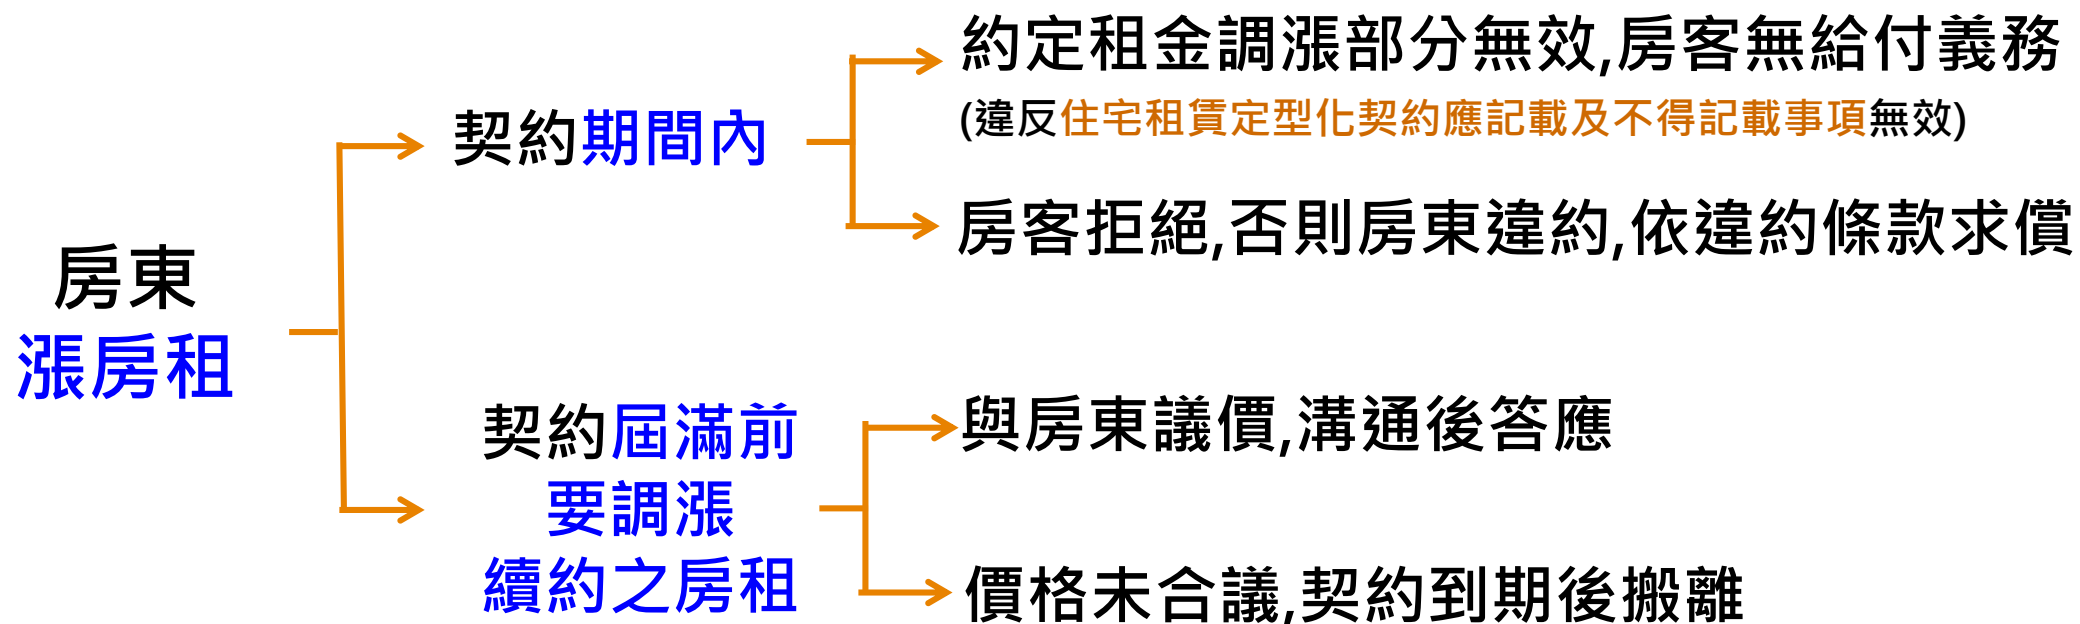 房東
漲房租
契約期間內
約定租金調漲部分無效,房客無給付義務
(違反住宅租賃定型化契約應記載及不得記載事項無效)
房客拒絕,否則房東違約,依違約條款求償
契約屆滿前
要調漲
續約之房租
與房東議價,溝通後答應
價格未合議,契約到期後搬離